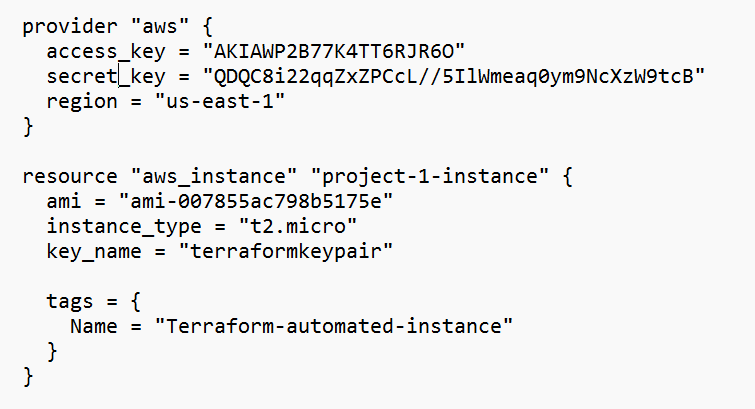 provider "aws" {
access_key = "AKIAWP2B77K4TT6RJR6O"
secret_key = "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"
region = "us-east-1"
}
resource "aws_instance" "project-1-instance" {
ami = "ami-007855ac798b5175e"
instance_type = "t2.micro"
key_name = "terraformkeypair"
tags = {
Name = "Terraform-automated-instance"
}
}